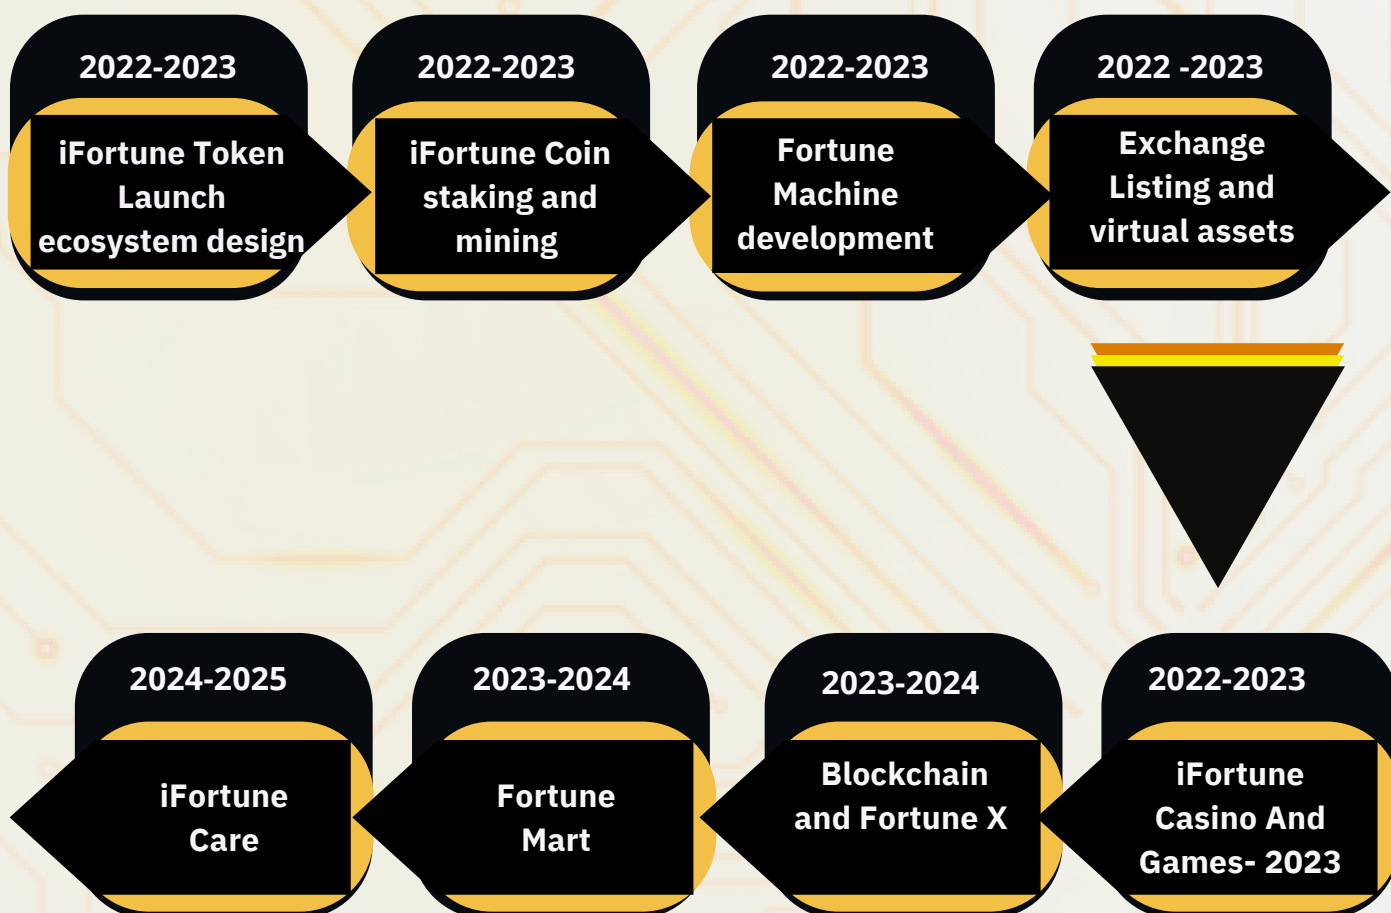 2022-2023
iFortune Token
Launch
ecosystem design
2022-2023
iFortune Coin
staking and
mining
2022-2023
Fortune
Machine
development
2022 -2023
Exchange
Listing and
virtual assets
2022-2023
iFortune
Casino And
Games- 2023
2023-2024
Blockchain
and Fortune X
2023-2024
Fortune
Mart
2024-2025
iFortune
Care